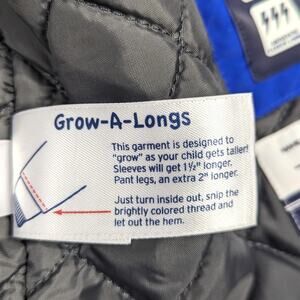 Grow-A-Longs
This garment is designed to
"grow" as your child gets taller!
Sleeves will get 1½" longer.
Pant legs, an extra 2" longer.
Just turn inside out, snip the
brightly colored thread and
let out the hem.